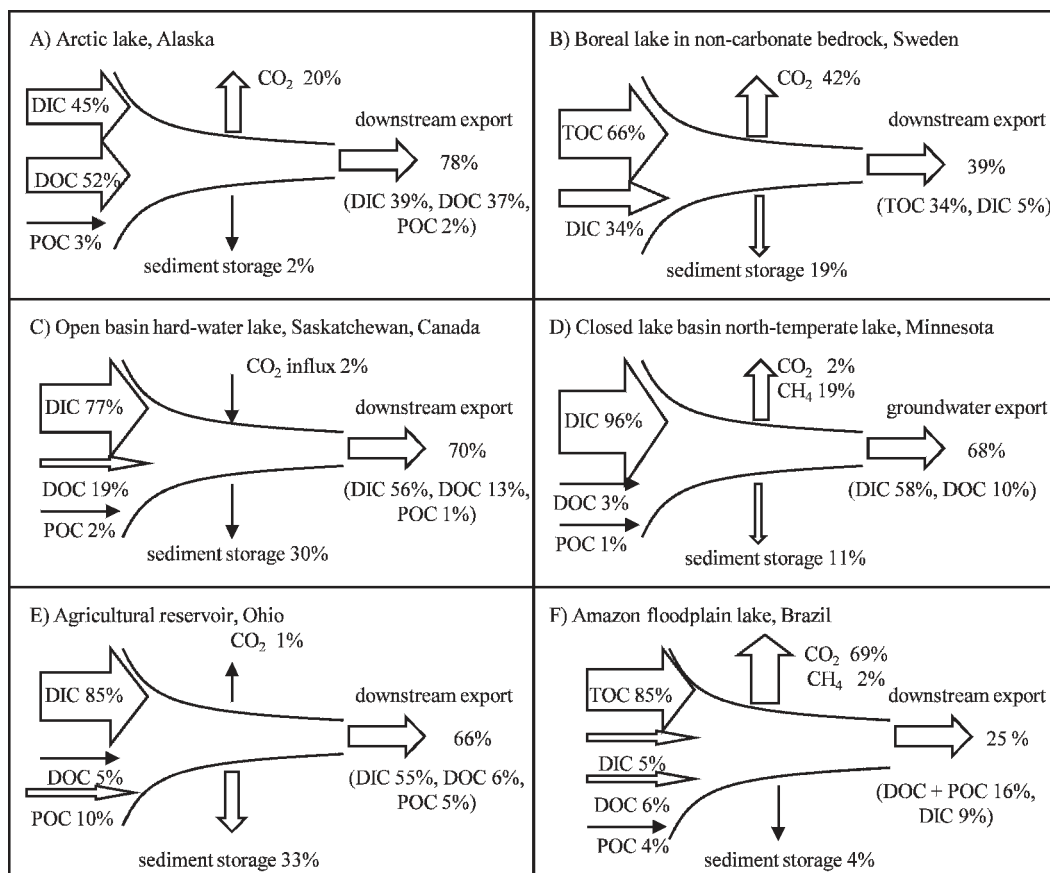 A) Arctic lake, Alaska
CO₂ 20%
DIC 45%
downstream export
DOC 52%
78%
(DIC 39%, DOC 37%,
POC 2%)
POC 3%
sediment storage 2%
B) Boreal lake in non-carbonate bedrock, Sweden
CO₂ 42%
TOC 66%
downstream export
39%
(TOC 34%, DIC 5%)
DIC 34%
sediment storage 19%
C) Open basin hard-water lake, Saskatchewan, Canada
CO₂ influx 2%
DIC 77%
downstream export
70%
DOC 19%
(DIC 56%, DOC 13%,
POC 1%)
POC 2%
sediment storage 30%
D) Closed lake basin north-temperate lake, Minnesota
CO₂ 2%
CH₄ 19%
DIC 96%
groundwater export
68%
DOC 3%
(DIC 58%, DOC 10%)
POC 1%
sediment storage 11%
E) Agricultural reservoir, Ohio
CO₂ 1%
DIC 85%
downstream export
66%
DOC 5%
(DIC 55%, DOC 6%,
POC 5%)
POC 10%
sediment storage 33%
F) Amazon floodplain lake, Brazil
CO₂ 69%
CH₄ 2%
TOC 85%
downstream export
25 %
DIC 5%
(DOC + POC 16%,
DIC 9%)
DOC 6%
POC 4%
sediment storage 4%